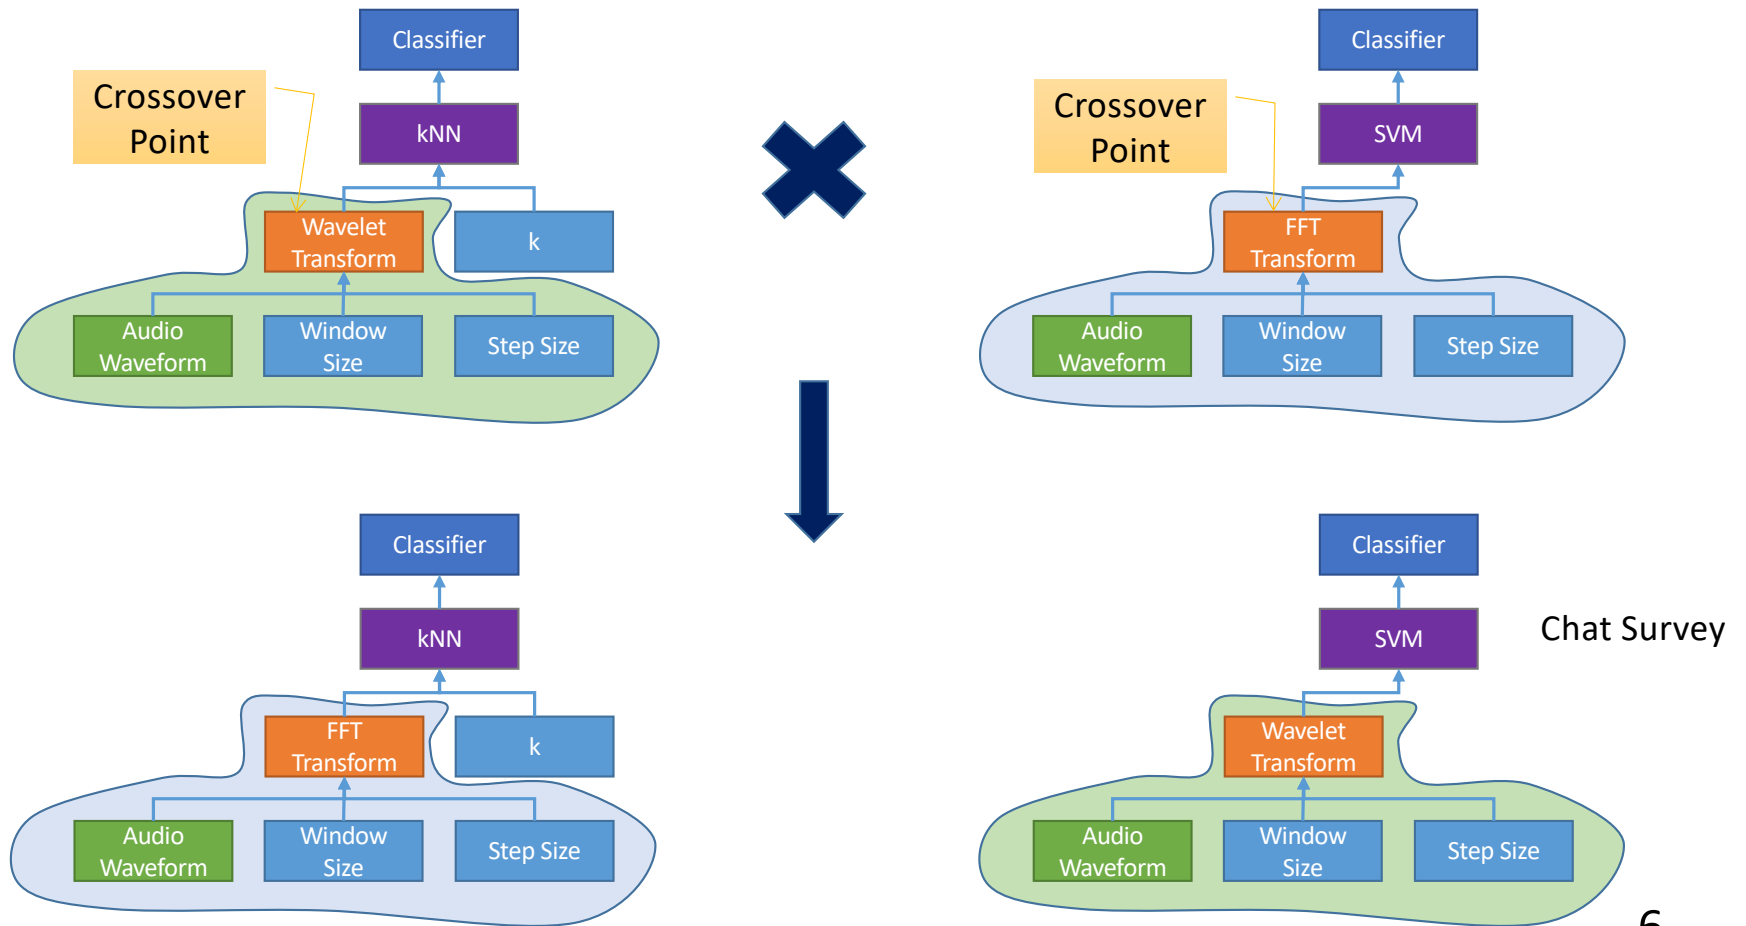 Classifier
Classifier
Crossover
Point
kNN
Crossover
Point
SVM
Wavelet
Transform
k
FFT
Transform
Audio
Waveform
Window
Size
Step Size
Audio
Waveform
Window
Size
Step Size
Classifier
Classifier
kNN
SVM
Chat Survey
FFT
Transform
k
Wavelet
Transform
Audio
Waveform
Window
Size
Step Size
Audio
Waveform
Window
Size
Step Size
6